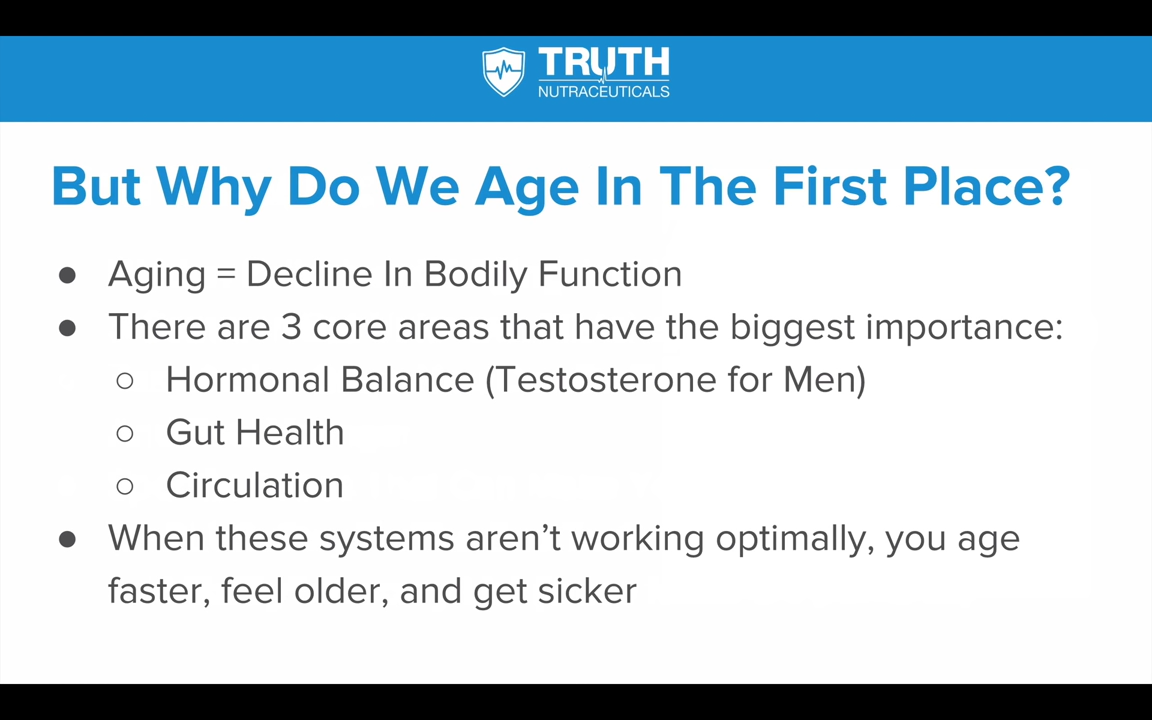 TRUTH
NUTRACEUTICALS
But Why Do We Age In The First Place?
● Aging = Decline In Bodily Function
● There are 3 core areas that have the biggest importance:
○ Hormonal Balance (Testosterone for Men)
○ Gut Health
○ Circulation
● When these systems aren’t working optimally, you age
faster, feel older, and get sicker